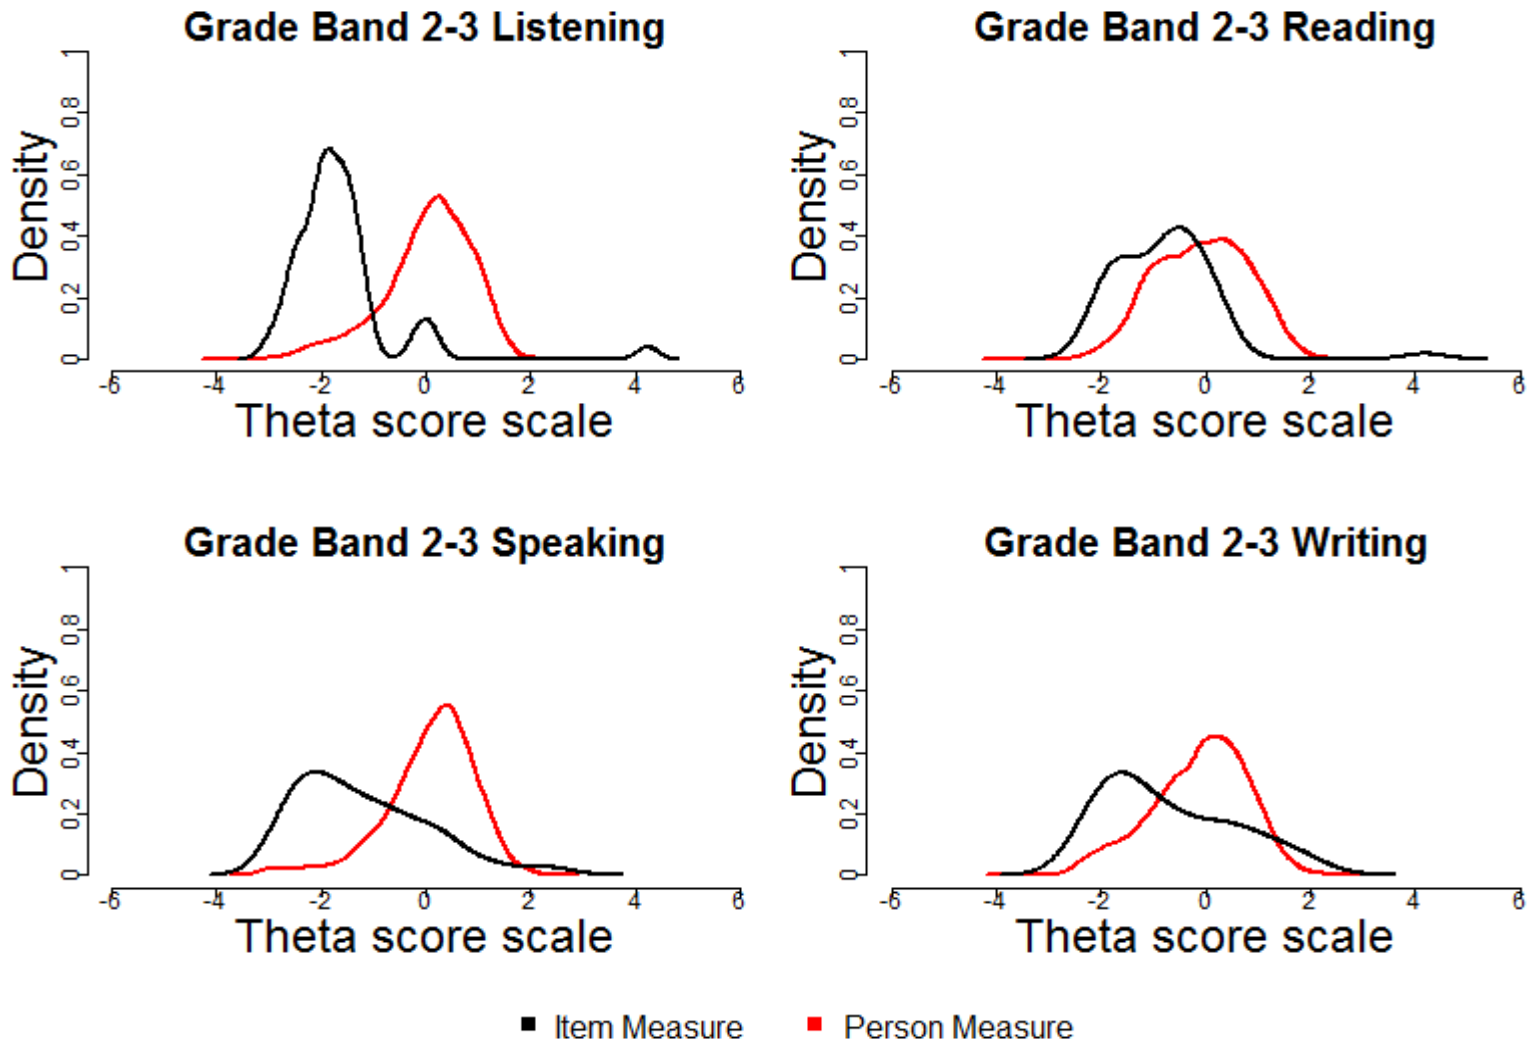 Grade Band 2-3 Listening
Density
0 0.2 0.4 0.6 0.8 1
-6 -4 -2 0 2 4 6
Theta score scale
Grade Band 2-3 Reading
Density
0 0.2 0.4 0.6 0.8 1
-6 -4 -2 0 2 4 6
Theta score scale
Grade Band 2-3 Speaking
Density
0 0.2 0.4 0.6 0.8 1
-6 -4 -2 0 2 4 6
Theta score scale
Grade Band 2-3 Writing
Density
0 0.2 0.4 0.6 0.8 1
-6 -4 -2 0 2 4 6
Theta score scale
Item Measure
Person Measure